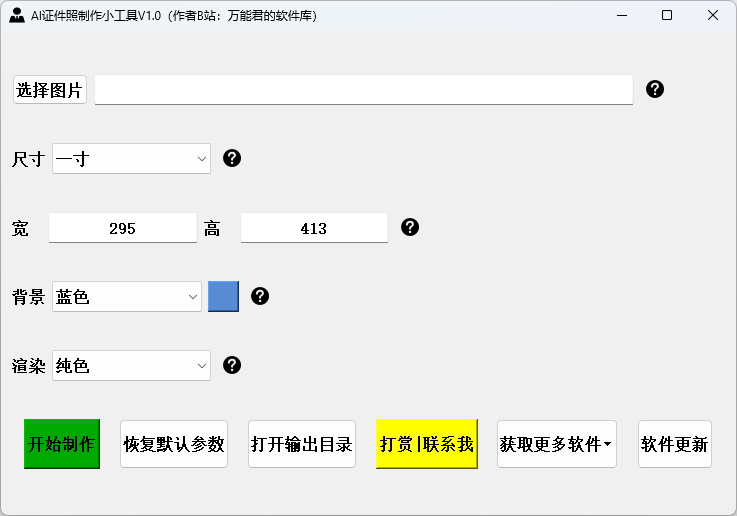 AI证件照制作小工具V1.0（作者B站：万能君的软件库）
选择图片
尺寸 一寸
宽 295 高 413
背景 蓝色
渲染 纯色
开始制作 恢复默认参数 打开输出目录 打赏|联系我 获取更多软件 软件更新